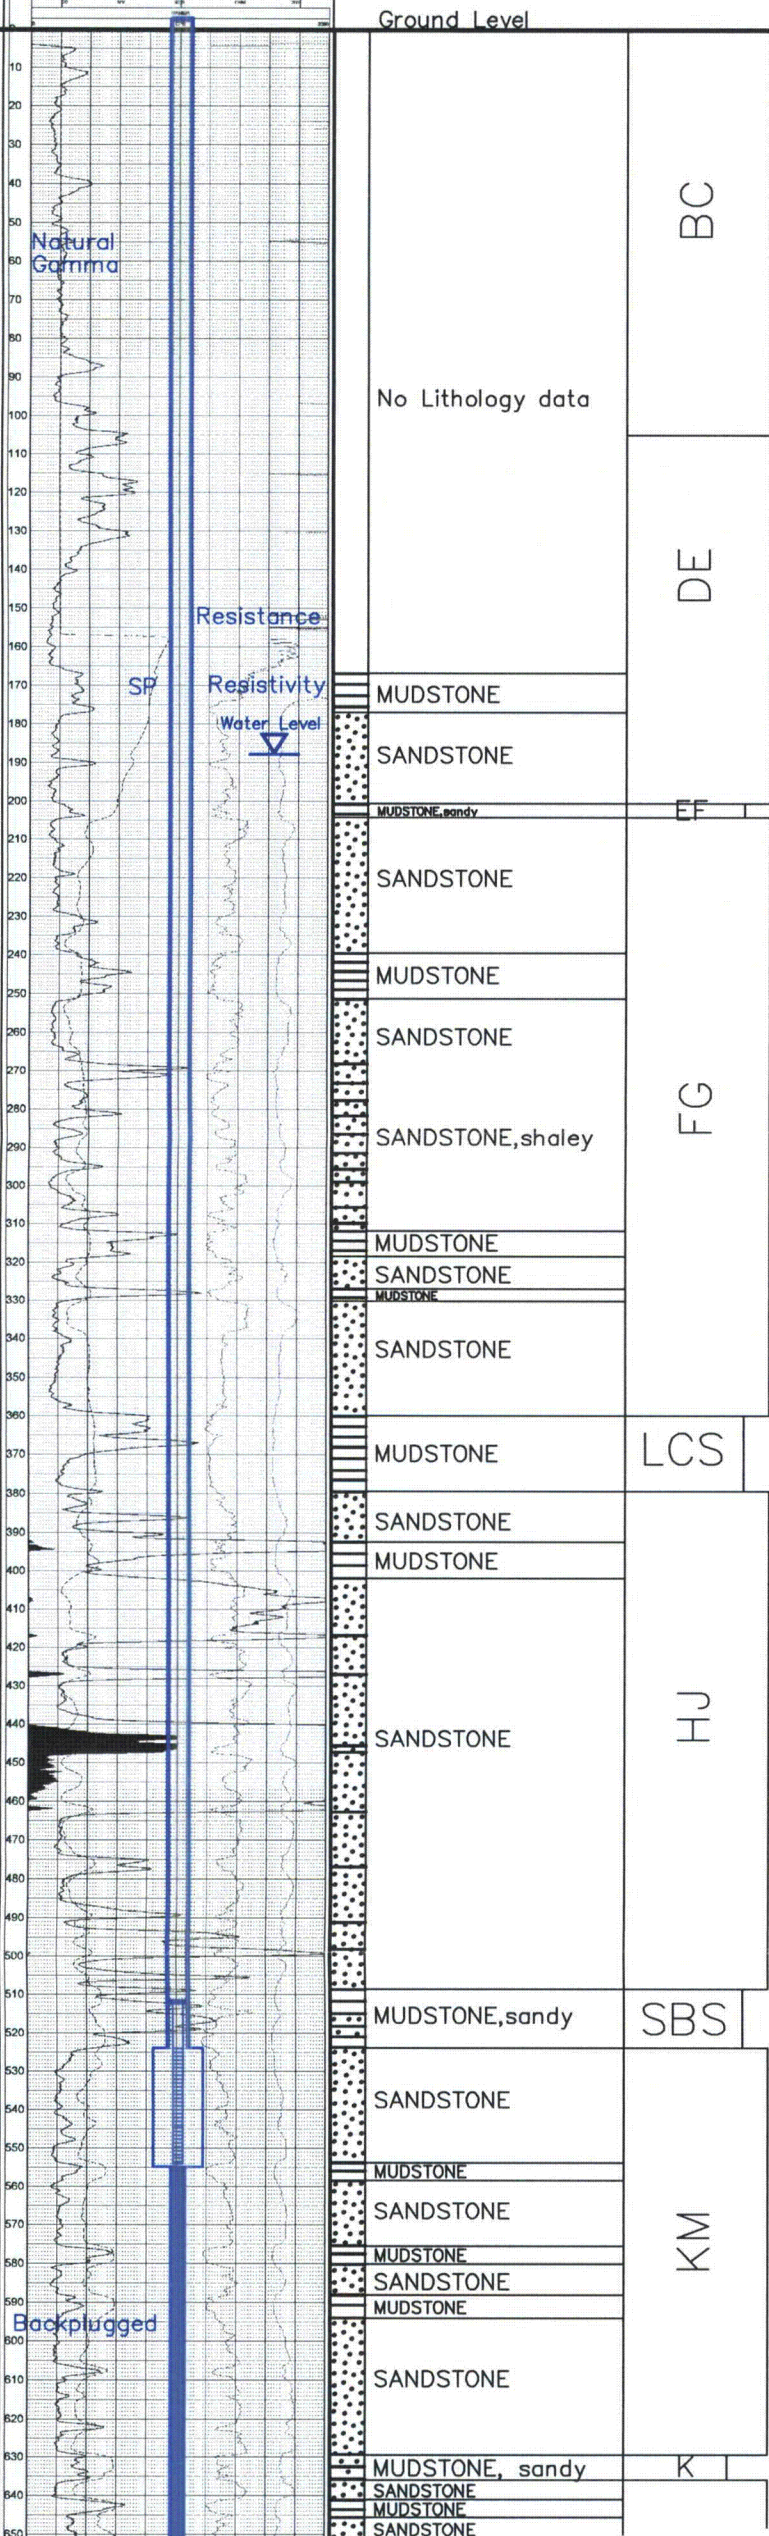 Ground Level
10
20
30
40
BC
50
Natural
Gamma
60
70
80
90
No Lithology data
100
110
120
130
DE
140
150
Resistance
160
SP
Resistivity
170
MUDSTONE
Water Level
180
SANDSTONE
190
200
MUDSTONE,sandy
EF
210
SANDSTONE
220
230
240
MUDSTONE
250
SANDSTONE
260
270
FG
280
SANDSTONE,shaley
290
300
310
MUDSTONE
320
SANDSTONE
MUDSTONE
330
340
SANDSTONE
350
360
MUDSTONE
LCS
370
380
SANDSTONE
390
MUDSTONE
400
410
420
430
HJ
440
SANDSTONE
450
460
470
480
490
500
510
MUDSTONE,sandy
SBS
520
530
SANDSTONE
540
550
MUDSTONE
560
SANDSTONE
570
KM
MUDSTONE
580
SANDSTONE
590
MUDSTONE
Backplugged
600
SANDSTONE
610
620
630
MUDSTONE, sandy
K
640
SANDSTONE
MUDSTONE
650
SANDSTONE